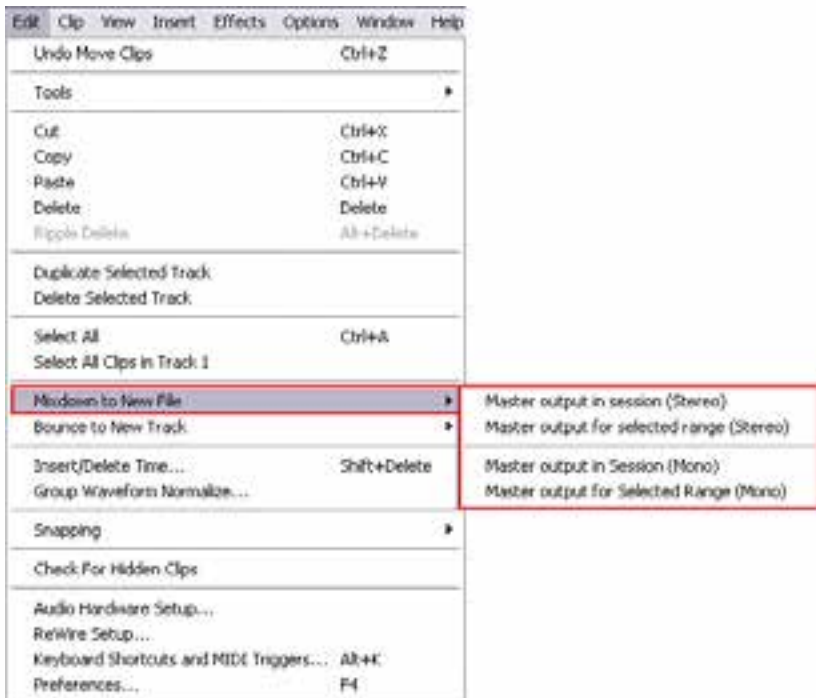 Edit Clip View Insert Effects Options Window Help
Undo Move Clips Ctrl+Z
Tools
Cut Ctrl+X
Copy Ctrl+C
Paste Ctrl+V
Delete Delete
Ripple Delete Alt+Delete
Duplicate Selected Track
Delete Selected Track
Select All Ctrl+A
Select All Clips in Track 1
Mixdown to New File
Master output in session (Stereo)
Bounce to New Track
Master output for selected range (Stereo)
Insert/Delete Time... Shift+Delete
Master output in Session (Mono)
Group Waveform Normalize...
Master output for Selected Range (Mono)
Snapping
Check For Hidden Clips
Audio Hardware Setup...
ReWire Setup...
Keyboard Shortcuts and MIDI Triggers... Alt+K
Preferences... F4